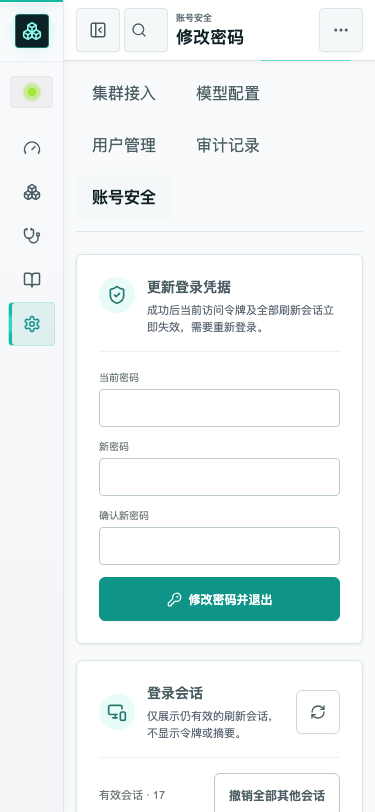 账号安全
修改密码
集群接入
模型配置
用户管理
审计记录
账号安全
更新登录凭据
成功后当前访问令牌及全部刷新会话立
即失效，需要重新登录。
当前密码
新密码
确认新密码
修改密码并退出
登录会话
仅展示仍有效的刷新会话，
不显示令牌或摘要。
有效会话 · 17
撤销全部其他会话